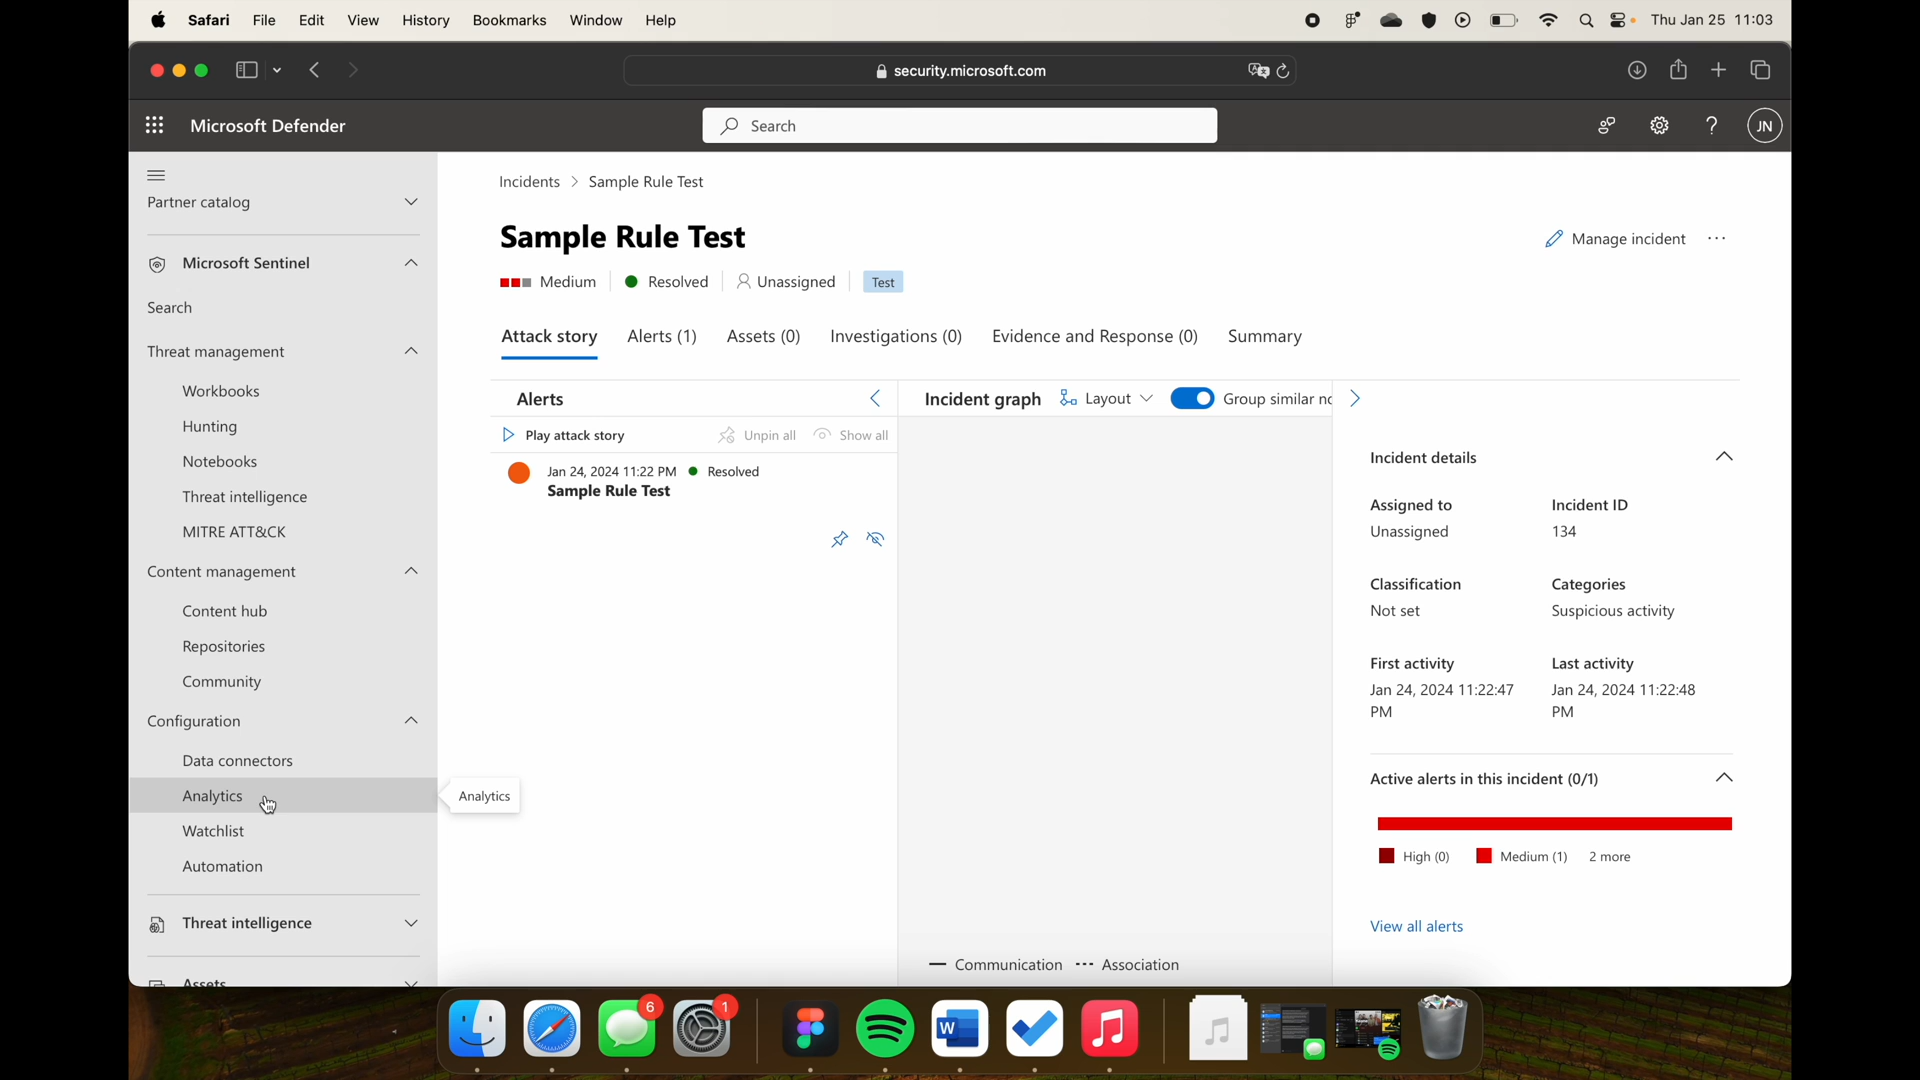 Safari File Edit View History Bookmarks Window Help Thu Jan 25 11:03
security.microsoft.com
Microsoft Defender Search JN
Partner catalog
Microsoft Sentinel
Search
Threat management
Workbooks
Hunting
Notebooks
Threat intelligence
MITRE ATT&CK
Content management
Content hub
Repositories
Community
Configuration
Data connectors
Analytics
Analytics
Watchlist
Automation
Threat intelligence
Assets
Incidents > Sample Rule Test
Sample Rule Test
Manage incident ...
Medium Resolved Unassigned Test
Attack story Alerts (1) Assets (0) Investigations (0) Evidence and Response (0) Summary
Alerts
Play attack story Unpin all Show all
Jan 24, 2024 11:22 PM Resolved
Sample Rule Test
Incident graph Layout Group similar no
Communication Association
Incident details
Assigned to Incident ID
Unassigned 134
Classification Categories
Not set Suspicious activity
First activity Last activity
Jan 24, 2024 11:22:47 Jan 24, 2024 11:22:48
PM PM
Active alerts in this incident (0/1)
High (0) Medium (1) 2 more
View all alerts
6 1
W